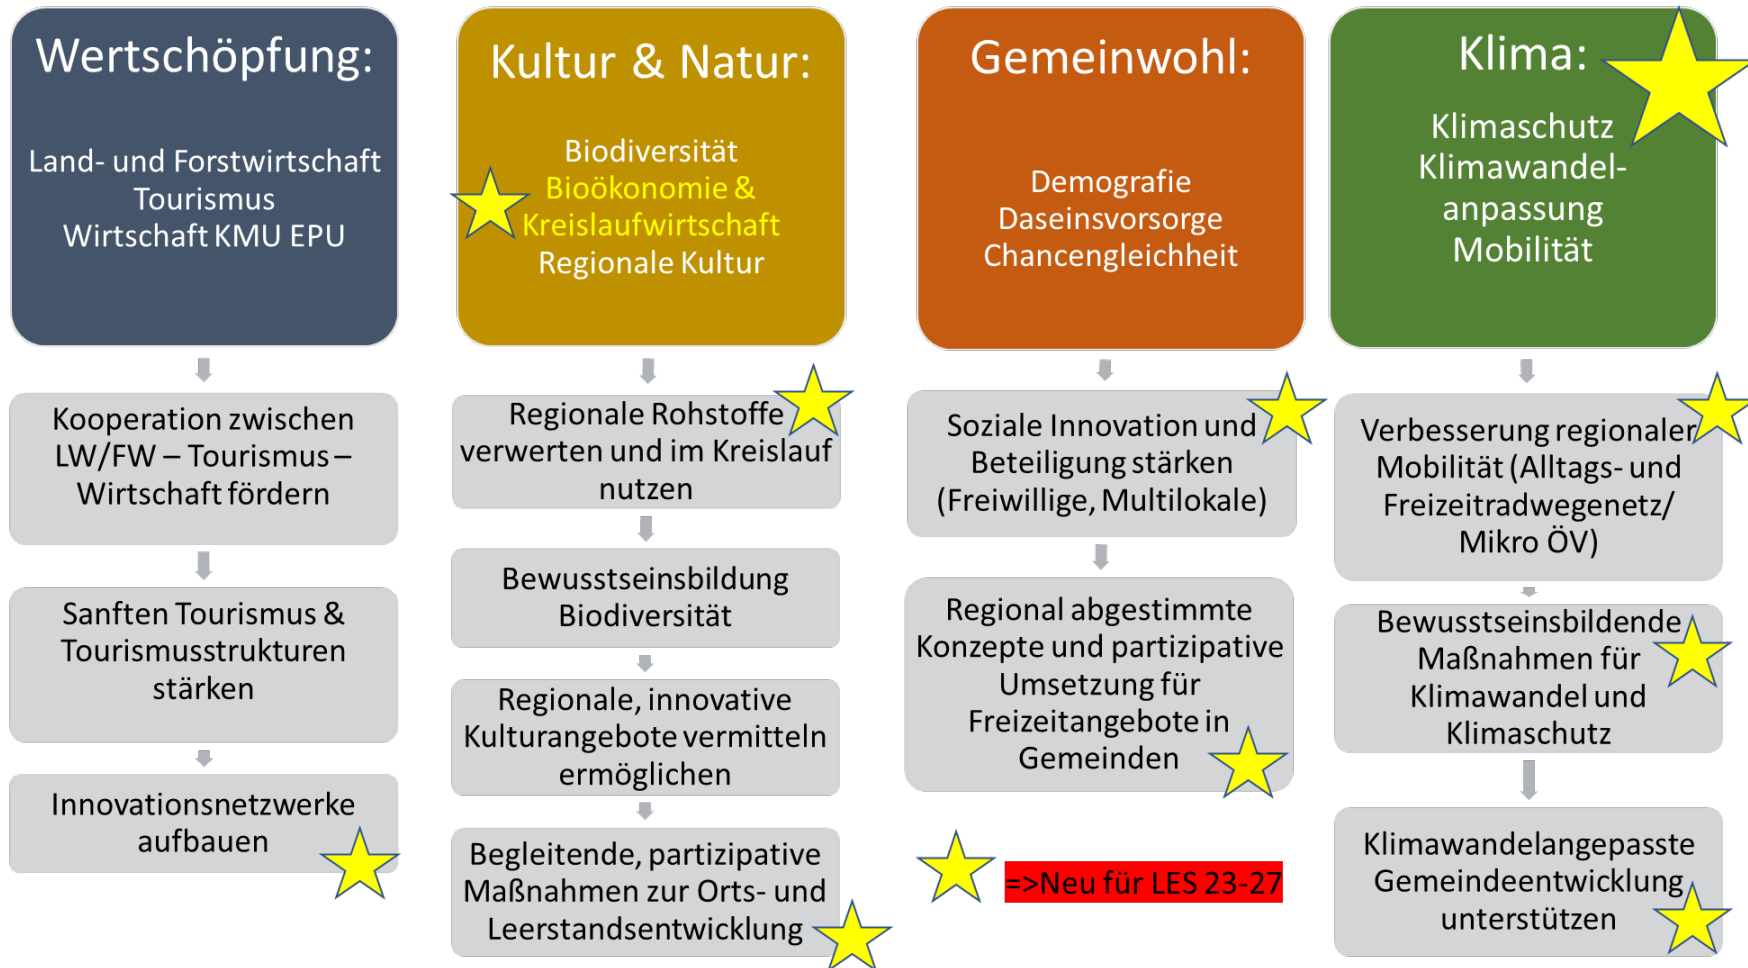 Wertschöpfung:
Land- und Forstwirtschaft
Tourismus
Wirtschaft KMU EPU
Kooperation zwischen
LW/FW – Tourismus –
Wirtschaft fördern
Sanften Tourismus &
Tourismusstrukturen
stärken
Innovationsnetzwerke
aufbauen
Kultur & Natur:
Biodiversität
Bioökonomie &
Kreislaufwirtschaft
Regionale Kultur
Regionale Rohstoffe
verwerten und im Kreislauf
nutzen
Bewusstseinsbildung
Biodiversität
Regionale, innovative
Kulturangebote vermitteln
ermöglichen
Begleitende, partizipative
Maßnahmen zur Orts- und
Leerstandsentwicklung
Gemeinwohl:
Demografie
Daseinsvorsorge
Chancengleichheit
Soziale Innovation und
Beteiligung stärken
(Freiwillige, Multilokale)
Regional abgestimmte
Konzepte und partizipative
Umsetzung für
Freizeitangebote in
Gemeinden
=>Neu für LES 23-27
Klima:
Klimaschutz
Klimawandel-
anpassung
Mobilität
Verbesserung regionaler
Mobilität (Alltags- und
Freizeitradwegenetz/
Mikro ÖV)
Bewusstseinsbildende
Maßnahmen für
Klimawandel und
Klimaschutz
Klimawandelangepasste
Gemeindeentwicklung
unterstützen